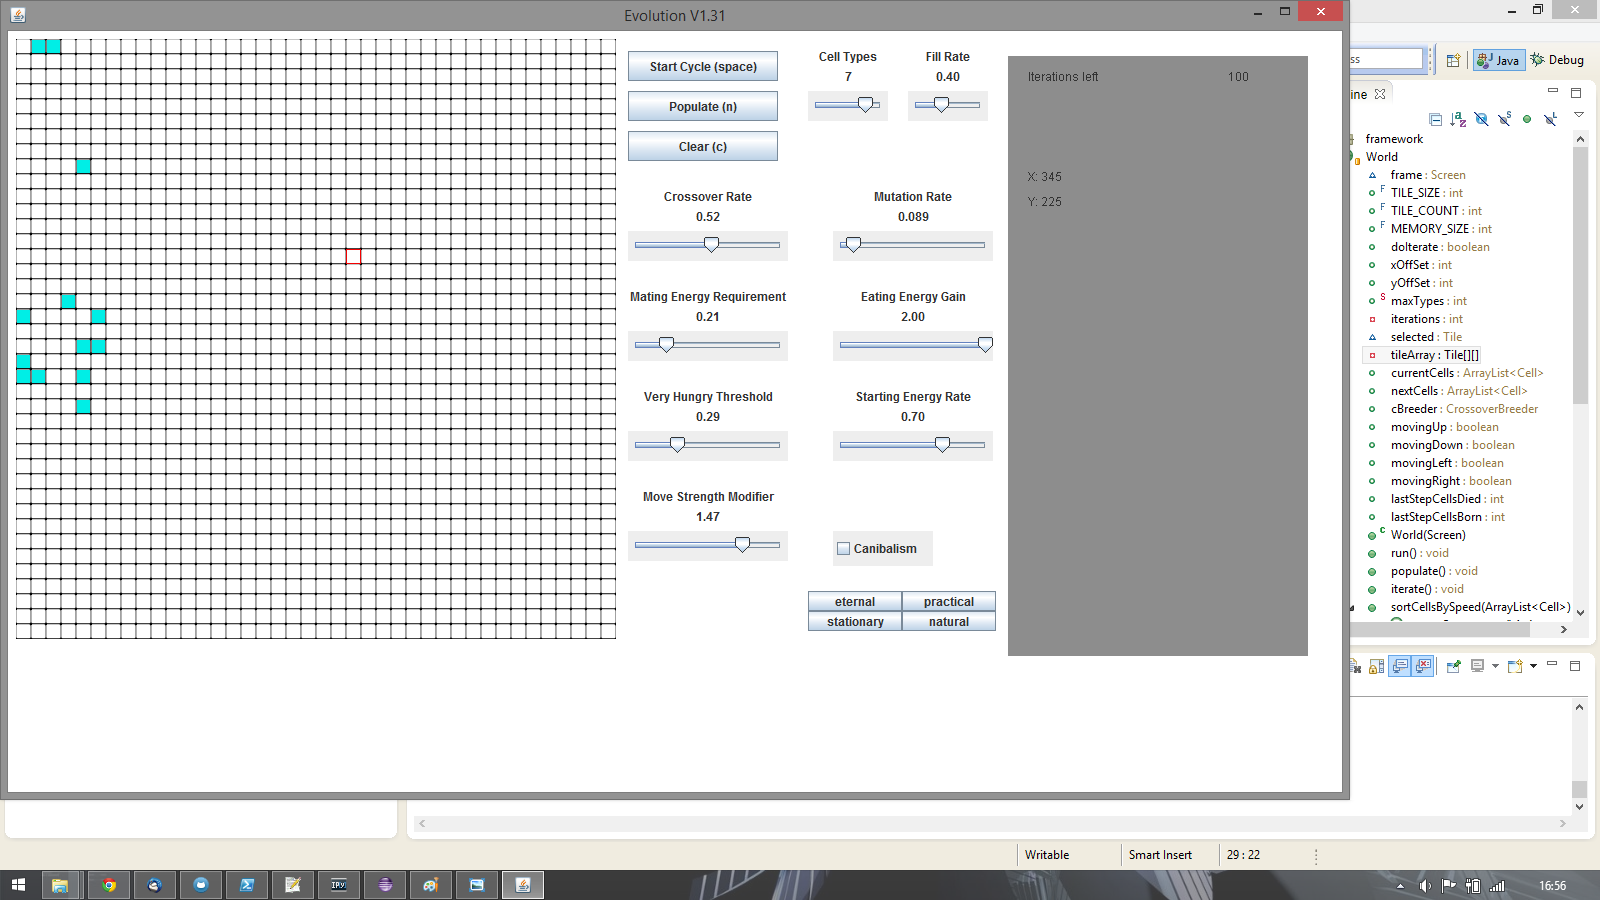 Evolution V1.31
Start Cycle (space)
Populate (n)
Clear (c)
Cell Types
7
Fill Rate
0.40
Crossover Rate
0.52
Mutation Rate
0.089
Mating Energy Requirement
0.21
Eating Energy Gain
2.00
Very Hungry Threshold
0.29
Starting Energy Rate
0.70
Move Strength Modifier
1.47
Canibalism
eternal
practical
stationary
natural
Iterations left 100
X: 345
Y: 225
ss
Java
Debug
ine
framework
World
frame : Screen
F TILE_SIZE : int
F TILE_COUNT : int
F MEMORY_SIZE : int
doIterate : boolean
xOffSet : int
yOffSet : int
S maxTypes : int
iterations : int
selected : Tile
tileArray : Tile[][]
currentCells : ArrayList<Cell>
nextCells : ArrayList<Cell>
cBreeder : CrossoverBreeder
movingUp : boolean
movingDown : boolean
movingLeft : boolean
movingRight : boolean
lastStepCellsDied : int
lastStepCellsBorn : int
C World(Screen)
run() : void
populate() : void
iterate() : void
sortCellsBySpeed(ArrayList<Cell>)
Writable
Smart Insert
29 : 22
IP[y]
16:56